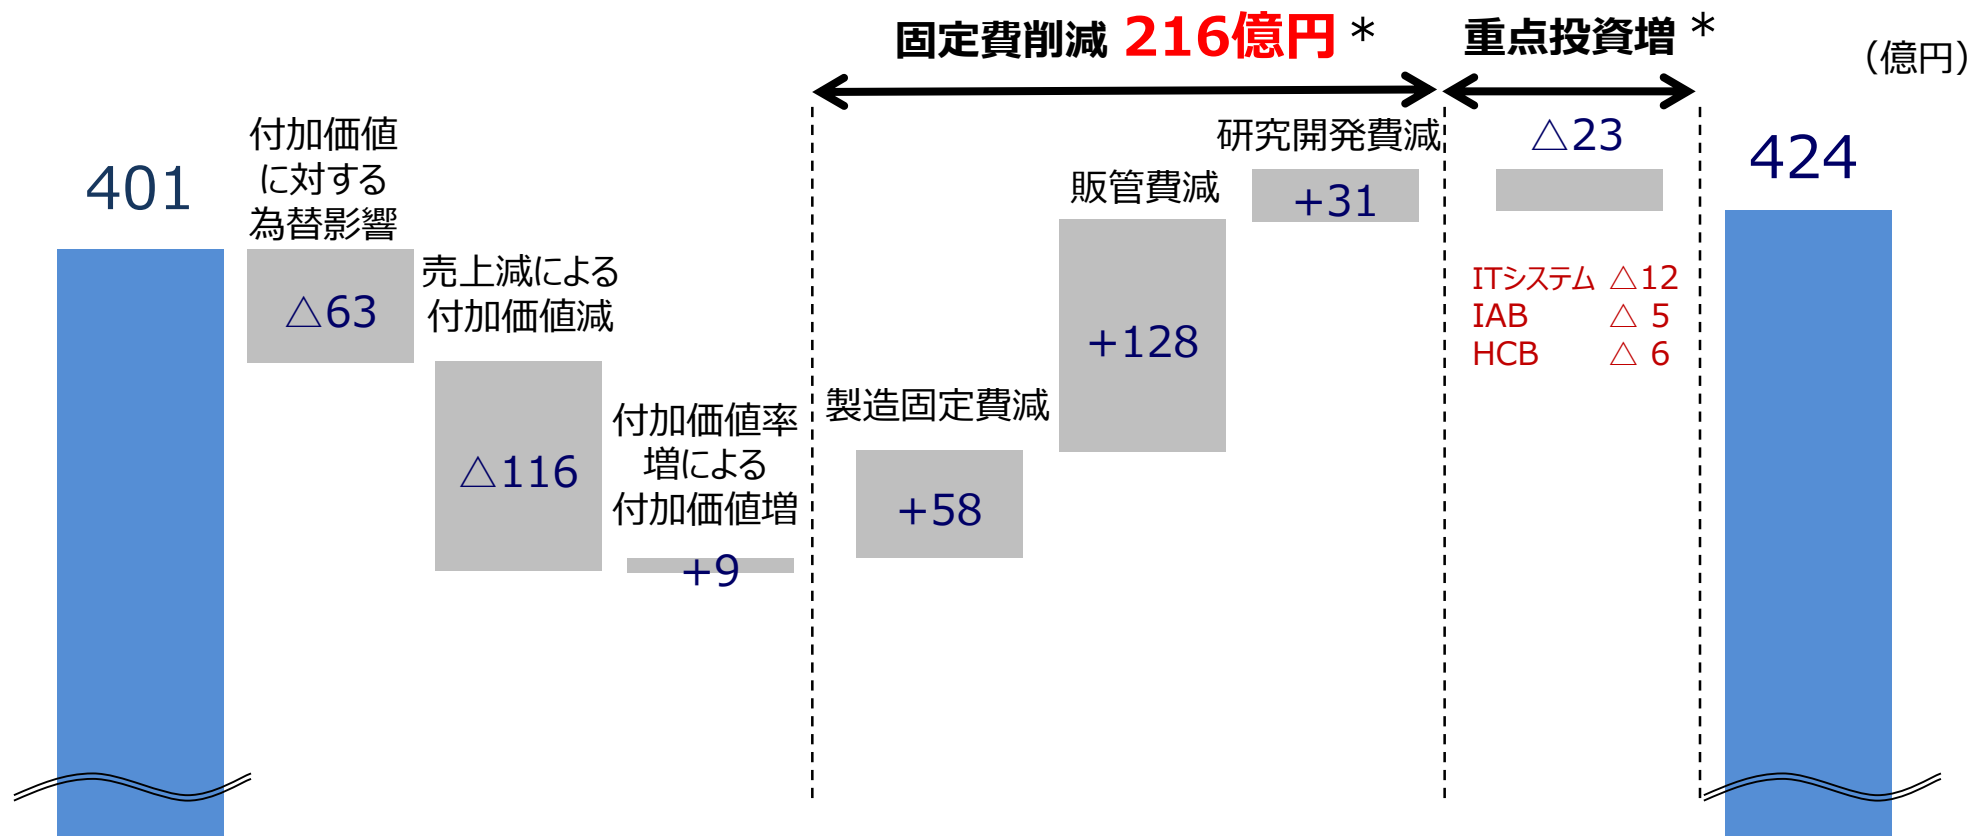 固定費削減 216億円*
重点投資増*
（億円）
401
付加価値
に対する
為替影響
△63
売上減による
付加価値減
△116
付加価値率
増による
付加価値増
+9
製造固定費減
+58
販管費減
+128
研究開発費減
+31
△23
ITシステム △12
IAB △ 5
HCB △ 6
424